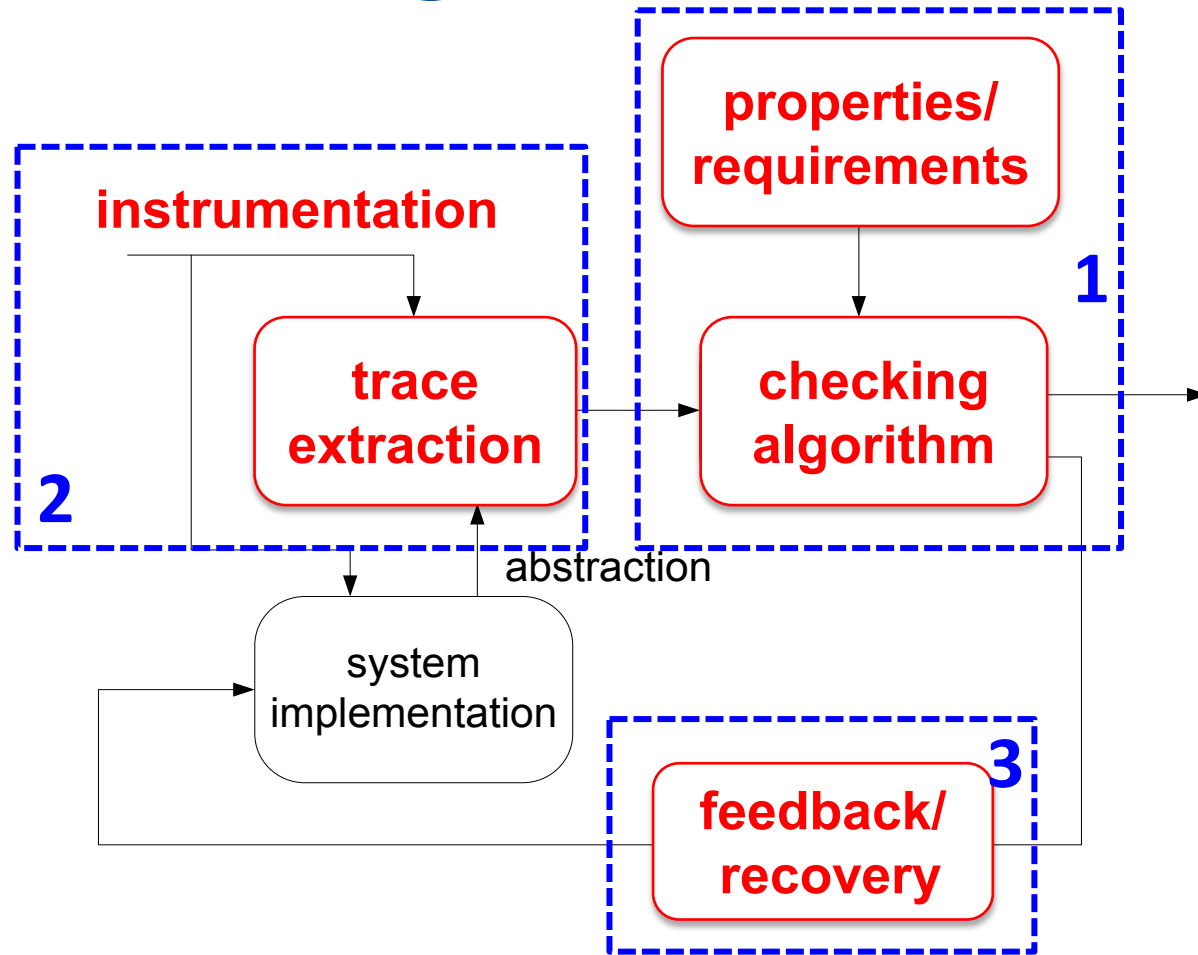 properties/
requirements
1
instrumentation
trace
extraction
2
checking
algorithm
abstraction
system
implementation
3
feedback/
recovery